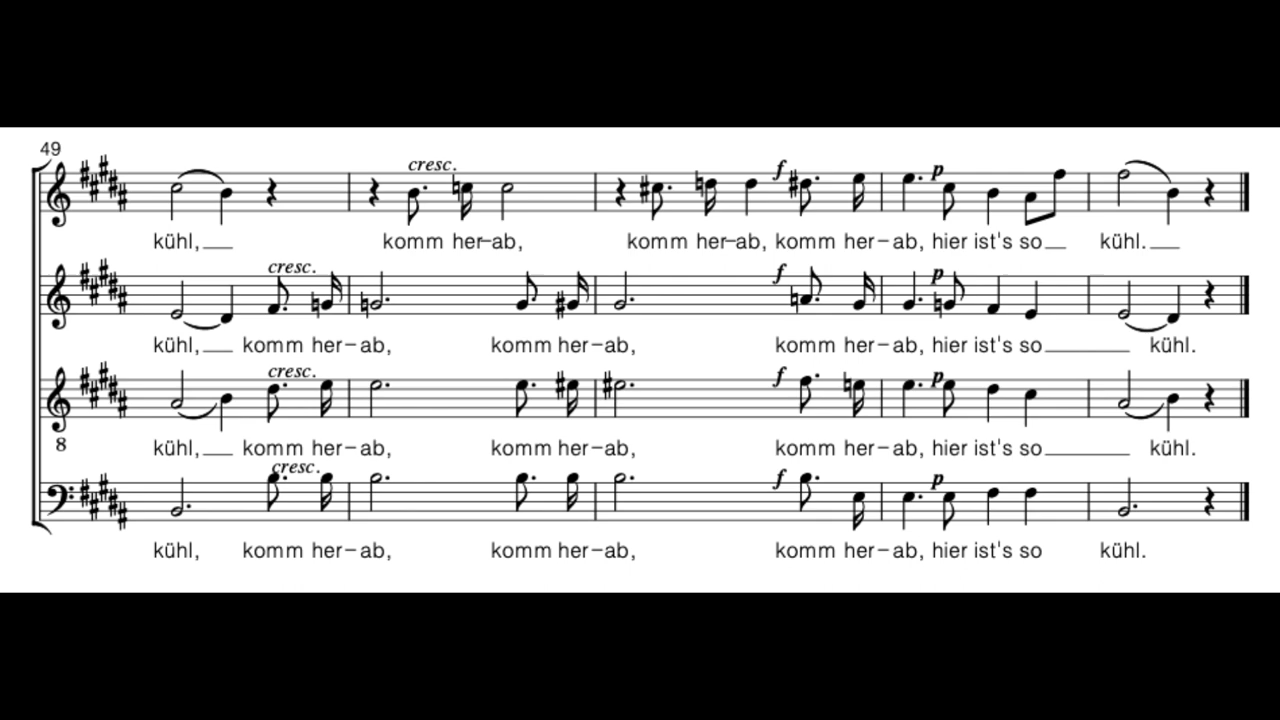 49
cresc. f p
kühl, komm her-ab, komm her-ab, komm her-ab, hier ist's so kühl.
cresc. f p
kühl, komm her-ab, komm her-ab, komm her-ab, hier ist's so kühl.
cresc. f p
8
kühl, komm her-ab, komm her-ab, komm her-ab, hier ist's so kühl.
cresc. f p
kühl, komm her-ab, komm her-ab, komm her-ab, hier ist's so kühl.